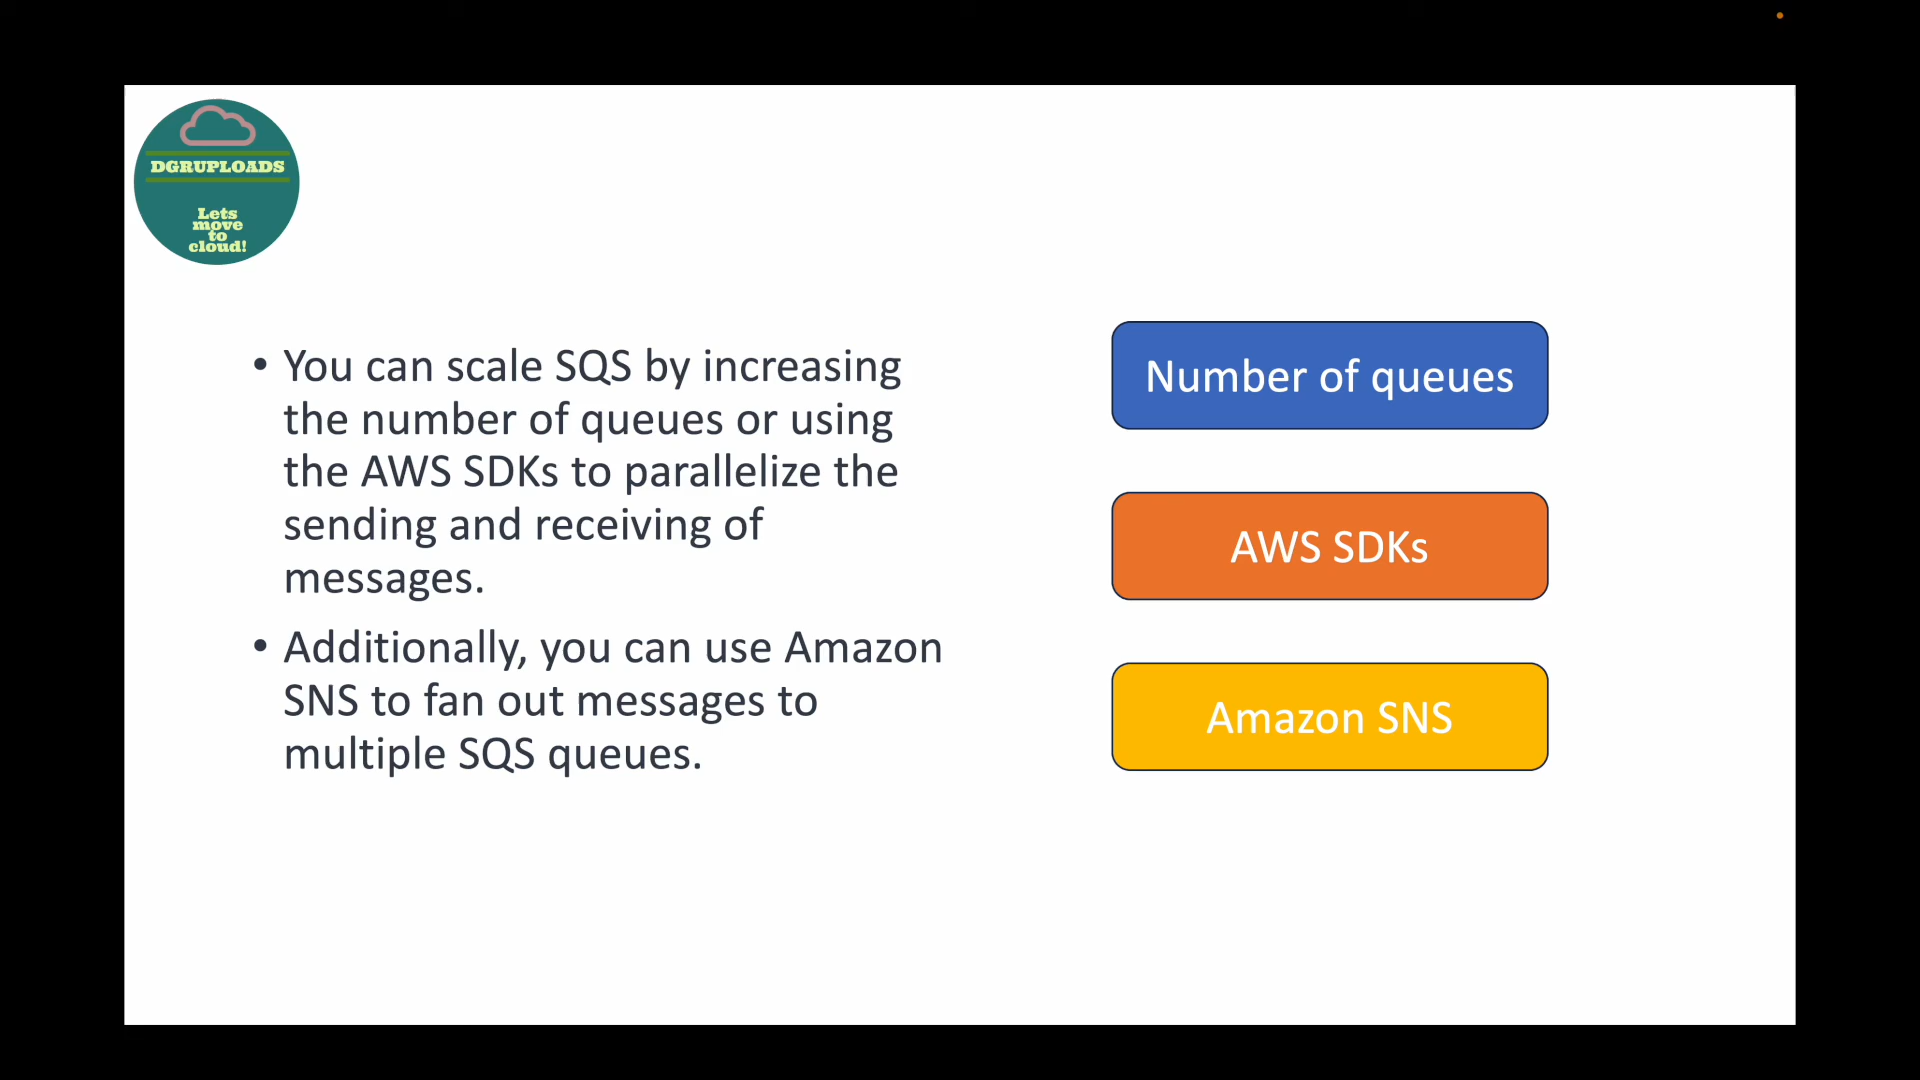 DGRUPLOADS
Lets
move
to
cloud!
• You can scale SQS by increasing
the number of queues or using
the AWS SDKs to parallelize the
sending and receiving of
messages.
• Additionally, you can use Amazon
SNS to fan out messages to
multiple SQS queues.
Number of queues
AWS SDKs
Amazon SNS